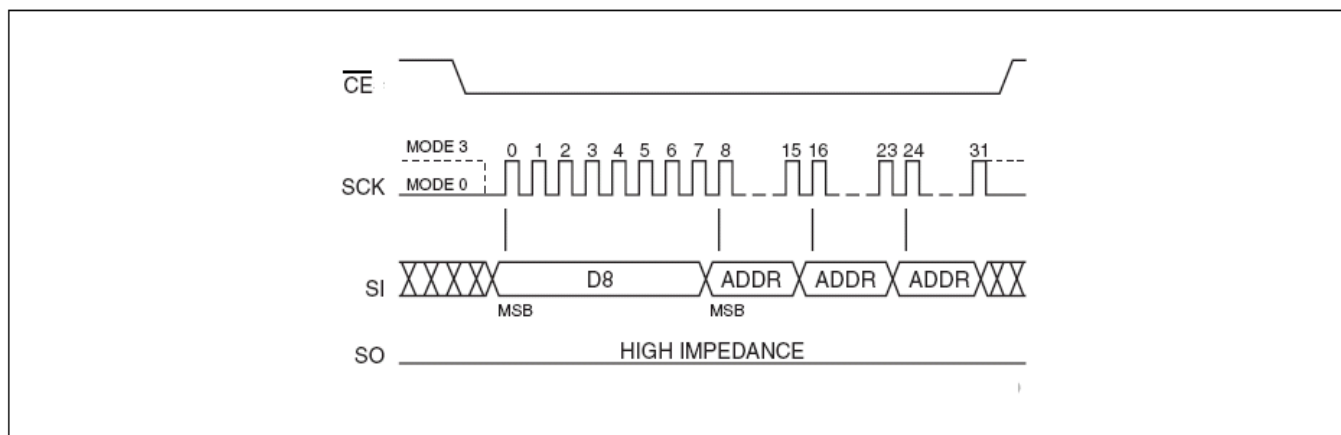 CE
MODE 3
0 1 2 3 4 5 6 7 8 15 16 23 24 31
SCK
MODE 0
SI
D8 ADDR ADDR ADDR
MSB MSB
SO
HIGH IMPEDANCE